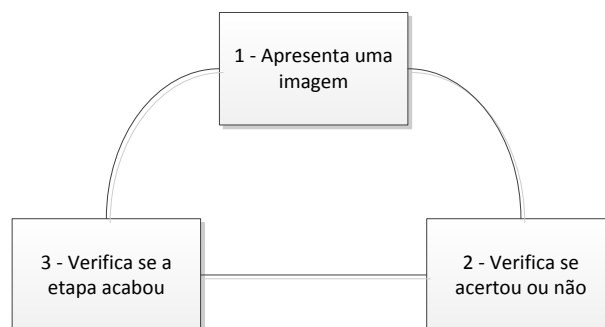 1 - Apresenta uma
imagem
3 - Verifica se a
etapa acabou
2 - Verifica se
acertou ou não